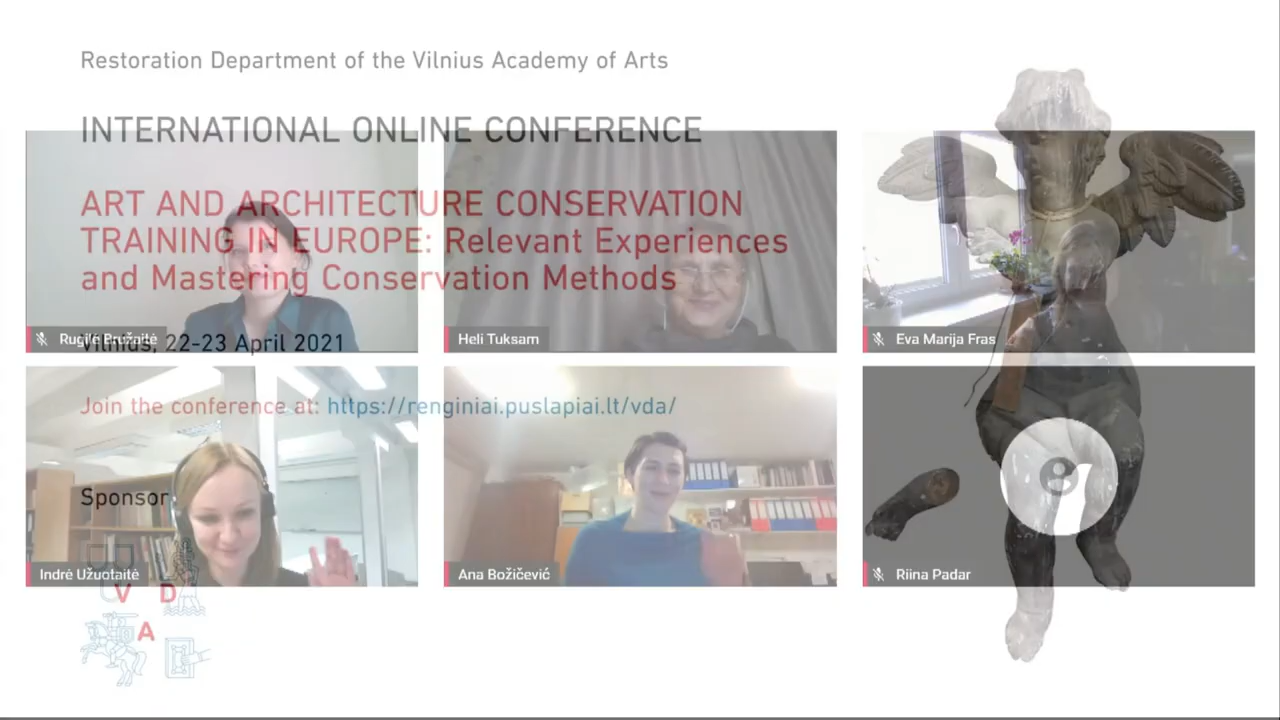 Restoration Department of the Vilnius Academy of Arts
INTERNATIONAL ONLINE CONFERENCE
ART AND ARCHITECTURE CONSERVATION
TRAINING IN EUROPE: Relevant Experiences
and Mastering Conservation Methods
Rugilė Bružaitė
Vilnius, 22-23 April 2021
Heli Tuksam
Eva Marija Fras
Join the conference at: https://renginiai.puslapiai.lt/vda/
Sponsor
Indrė Užuotaitė
Ana Božičević
Riina Padar
V D
A